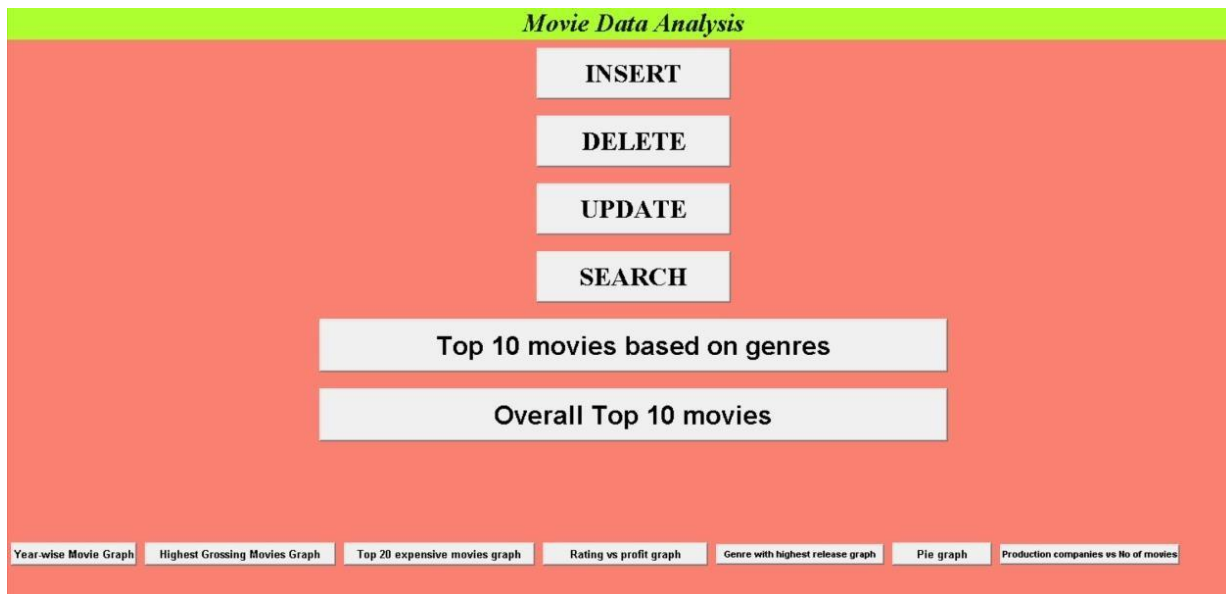 Movie Data Analysis
INSERT
DELETE
UPDATE
SEARCH
Top 10 movies based on genres
Overall Top 10 movies
Year-wise Movie Graph
Highest Grossing Movies Graph
Top 20 expensive movies graph
Rating vs profit graph
Genre with highest release graph
Pie graph
Production companies vs No of movies